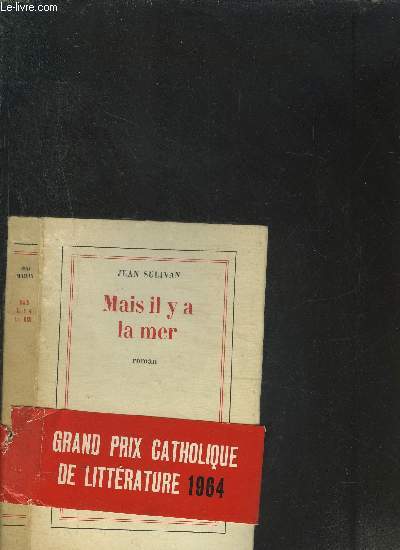 Le-livre.com
JEAN SULIVAN
Mais il y a
la mer
roman
GRAND PRIX CATHOLIQUE
DE LITTÉRATURE 1964